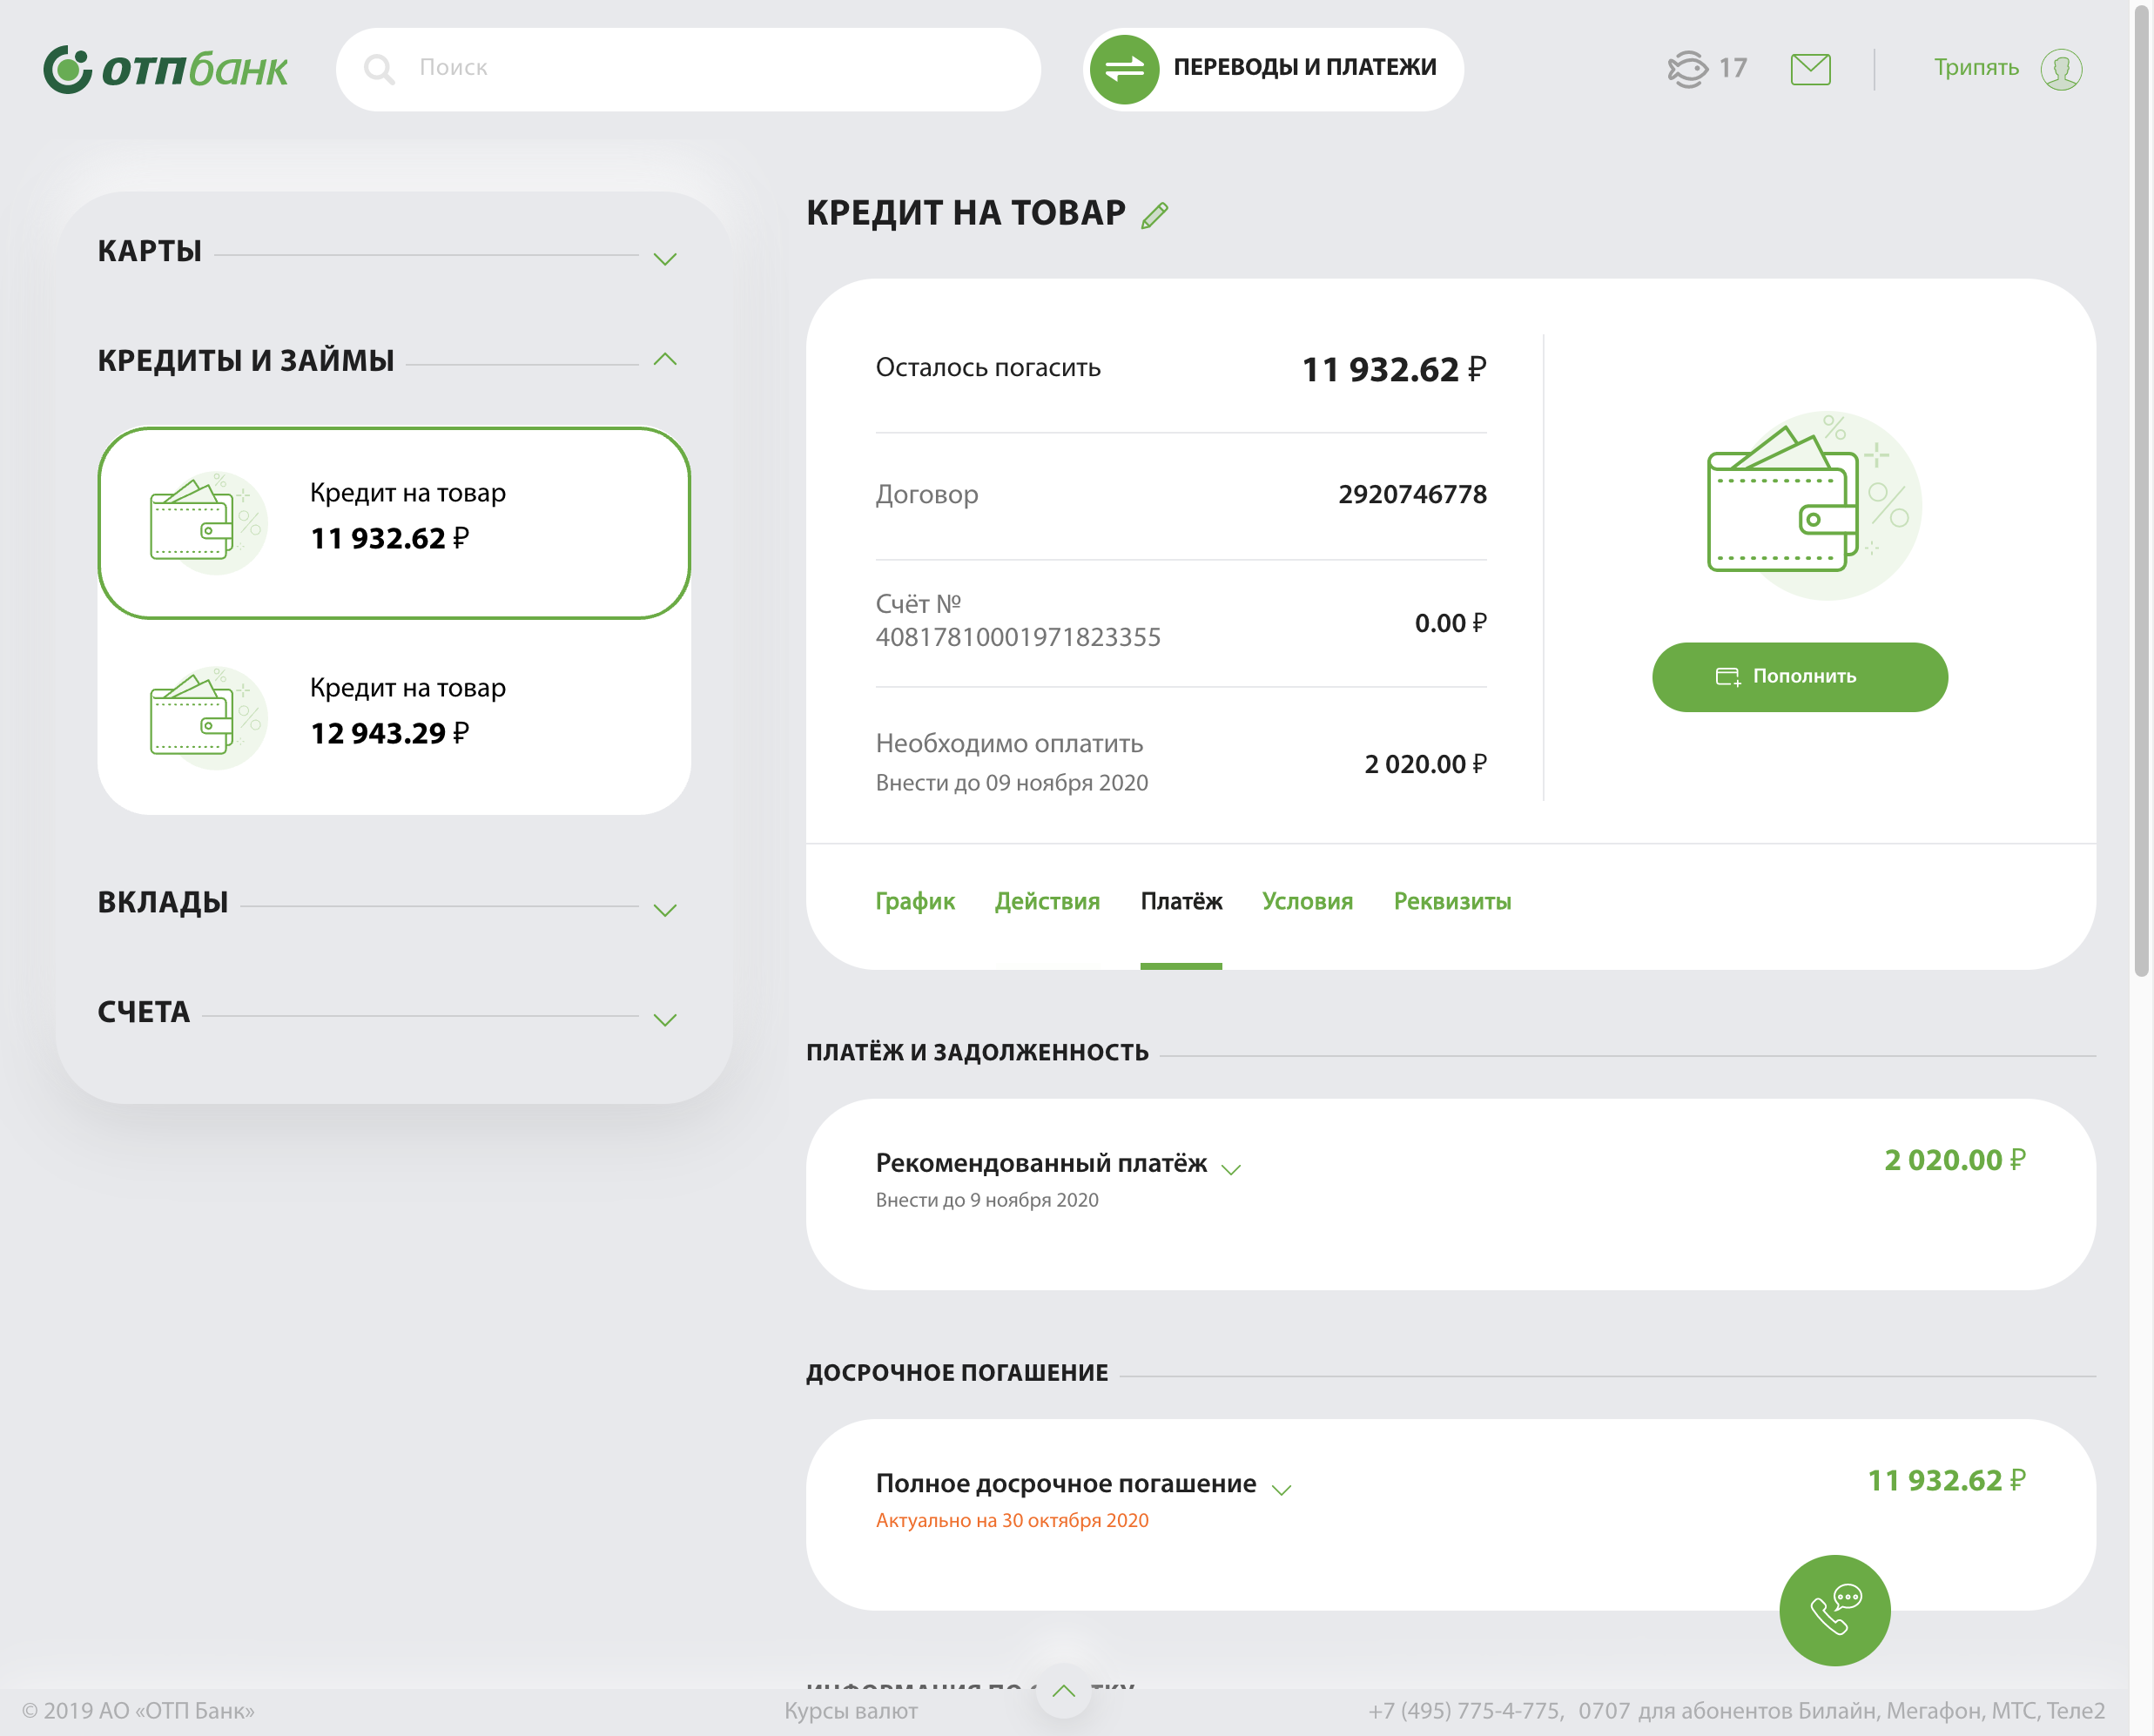 ОТПбанк
Поиск
ПЕРЕВОДЫ И ПЛАТЕЖИ
17
Трипять
КАРТЫ
КРЕДИТЫ И ЗАЙМЫ
Кредит на товар
11 932.62 ₽
Кредит на товар
12 943.29 ₽
ВКЛАДЫ
СЧЕТА
КРЕДИТ НА ТОВАР
Осталось погасить 11 932.62 ₽
Договор 2920746778
Счёт №
40817810001971823355 0.00 ₽
Необходимо оплатить 2 020.00 ₽
Внести до 09 ноября 2020
Пополнить
График Действия Платёж Условия Реквизиты
ПЛАТЁЖ И ЗАДОЛЖЕННОСТЬ
Рекомендованный платёж 2 020.00 ₽
Внести до 9 ноября 2020
ДОСРОЧНОЕ ПОГАШЕНИЕ
Полное досрочное погашение 11 932.62 ₽
Актуально на 30 октября 2020
© 2019 АО «ОТП Банк» Курсы валют +7 (495) 775-4-775, 0707 для абонентов Билайн, Мегафон, МТС, Теле2